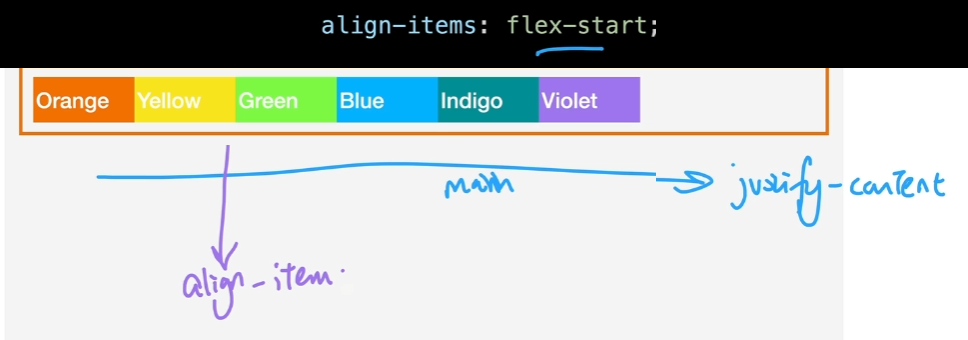 align-items: flex-start;
Orange Yellow Green Blue Indigo Violet
main
justify-content
align-item.